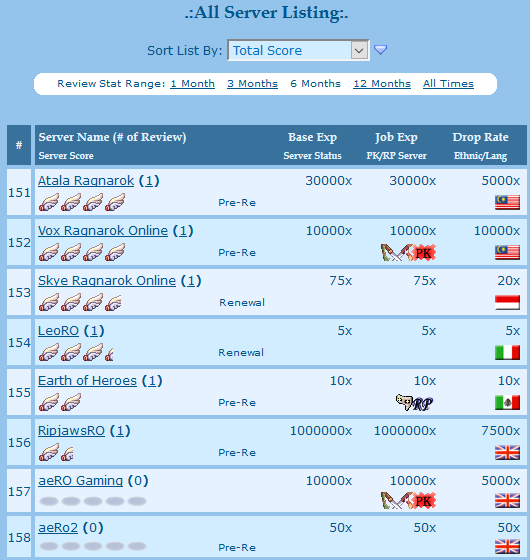 .:All Server Listing:.
Sort List By: Total Score
Review Stat Range: 1 Month 3 Months 6 Months 12 Months All Times
# Server Name (# of Review) Base Exp Job Exp Drop Rate
Server Score Server Status PK/RP Server Ethnic/Lang
151 Atala Ragnarok (1) 30000x 30000x 5000x
Pre-Re
152 Vox Ragnarok Online (1) 10000x 10000x 10000x
Pre-Re PK
153 Skye Ragnarok Online (1) 75x 75x 20x
Renewal
154 LeoRO (1) 5x 5x 5x
Renewal
155 Earth of Heroes (1) 10x 10x 10x
Pre-Re RP
156 RipjawsRO (1) 1000000x 1000000x 7500x
Pre-Re
157 aeRO Gaming (0) 10000x 10000x 5000x
PK
158 aeRo2 (0) 50x 50x 50x
Pre-Re